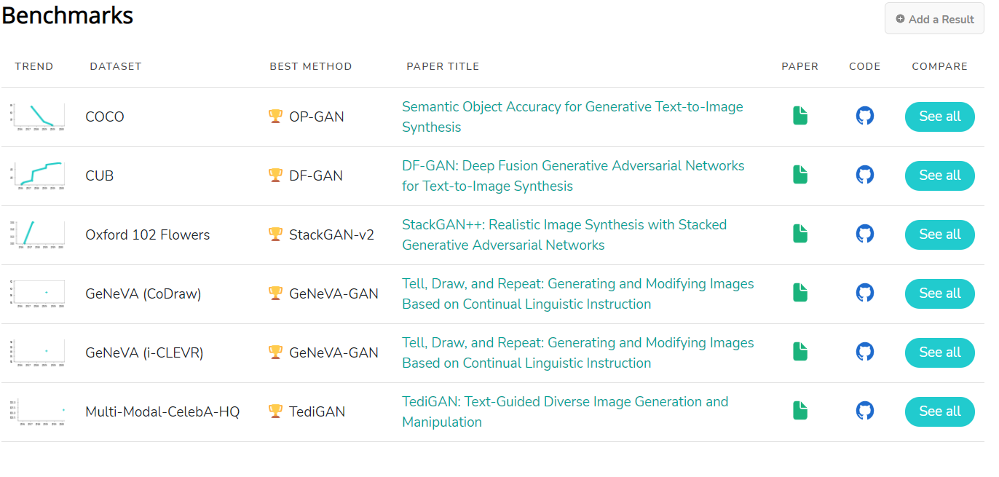 Benchmarks
Add a Result
TREND DATASET BEST METHOD PAPER TITLE PAPER CODE COMPARE
COCO OP-GAN Semantic Object Accuracy for Generative Text-to-Image
Synthesis
See all
CUB DF-GAN DF-GAN: Deep Fusion Generative Adversarial Networks
for Text-to-Image Synthesis
See all
Oxford 102 Flowers StackGAN-v2 StackGAN++: Realistic Image Synthesis with Stacked
Generative Adversarial Networks
See all
GeNeVA (CoDraw) GeNeVA-GAN Tell, Draw, and Repeat: Generating and Modifying Images
Based on Continual Linguistic Instruction
See all
GeNeVA (i-CLEVR) GeNeVA-GAN Tell, Draw, and Repeat: Generating and Modifying Images
Based on Continual Linguistic Instruction
See all
Multi-Modal-CelebA-HQ TediGAN TediGAN: Text-Guided Diverse Image Generation and
Manipulation
See all